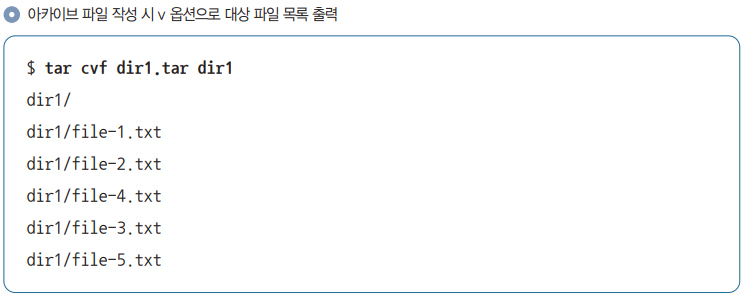 아카이브 파일 작성 시 v 옵션으로 대상 파일 목록 출력
$ tar cvf dir1.tar dir1
dir1/
dir1/file-1.txt
dir1/file-2.txt
dir1/file-4.txt
dir1/file-3.txt
dir1/file-5.txt